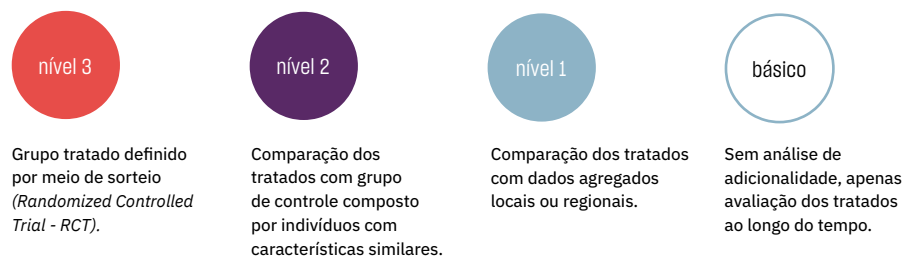 nível 3
Grupo tratado definido
por meio de sorteio
(Randomized Controlled
Trial - RCT).
nível 2
Comparação dos
tratados com grupo
de controle composto
por indivíduos com
características similares.
nível 1
Comparação dos tratados
com dados agregados
locais ou regionais.
básico
Sem análise de
adicionalidade, apenas
avaliação dos tratados
ao longo do tempo.